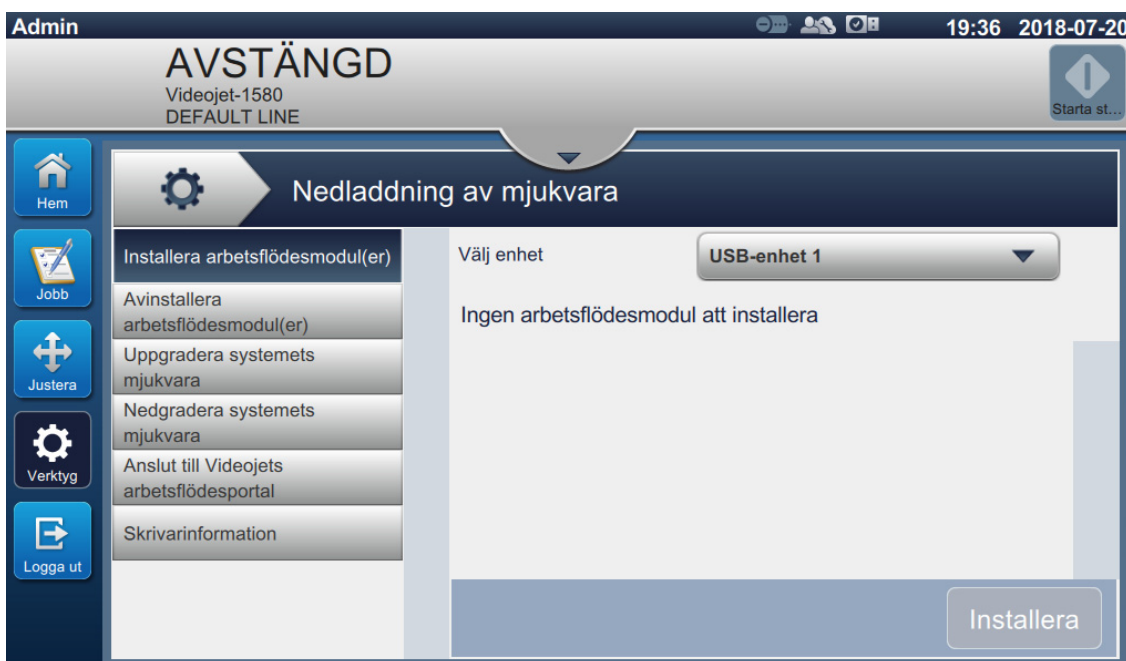 Admin
19:36 2018-07-20
AVSTÄNGD
Videojet-1580
DEFAULT LINE
Starta st...
Hem
Jobb
Justera
Verktyg
Logga ut
Nedladdning av mjukvara
Installera arbetsflödesmodul(er)
Avinstallera
arbetsflödesmodul(er)
Uppgradera systemets
mjukvara
Nedgradera systemets
mjukvara
Anslut till Videojets
arbetsflödesportal
Skrivarinformation
Välj enhet
USB-enhet 1
Ingen arbetsflödesmodul att installera
Installera